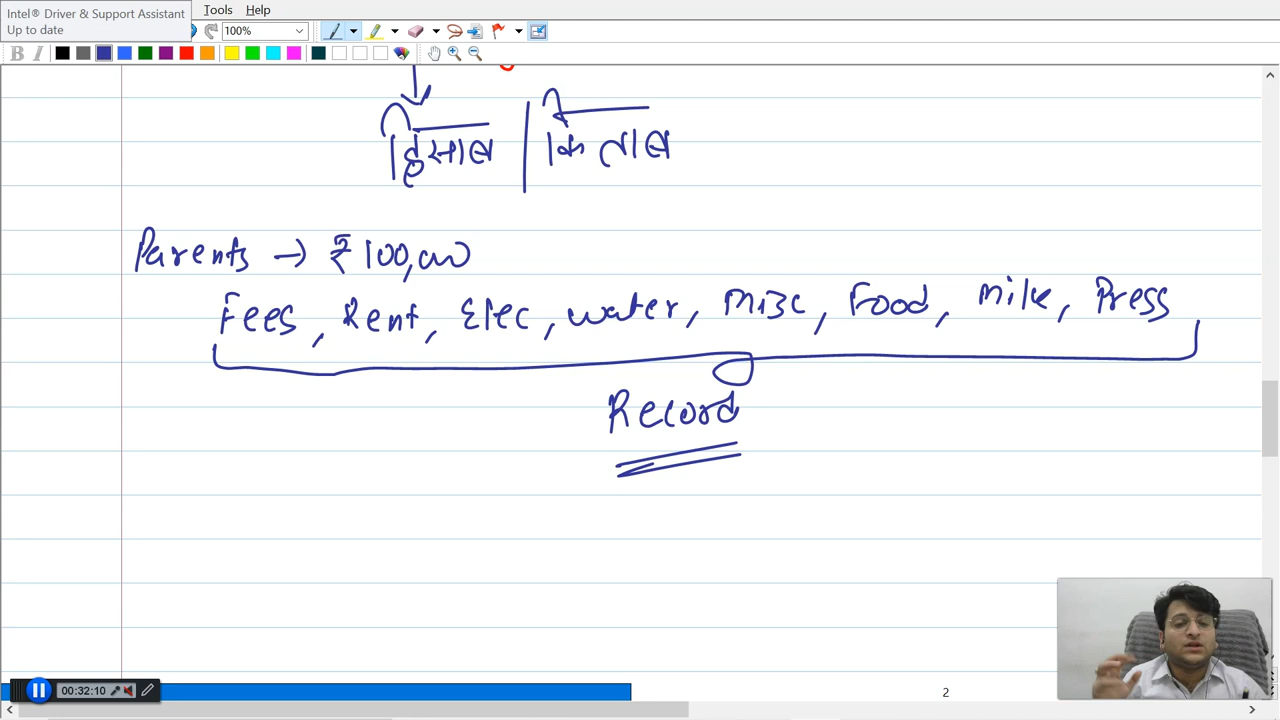 Intel® Driver & Support Assistant
Up to date
Tools Help
100%
B I
हिसाब | किताब
Parents → ₹100,000
Fees, Rent, Elec, water, Misc, Food, Milk, Press
Record
00:32:10
2